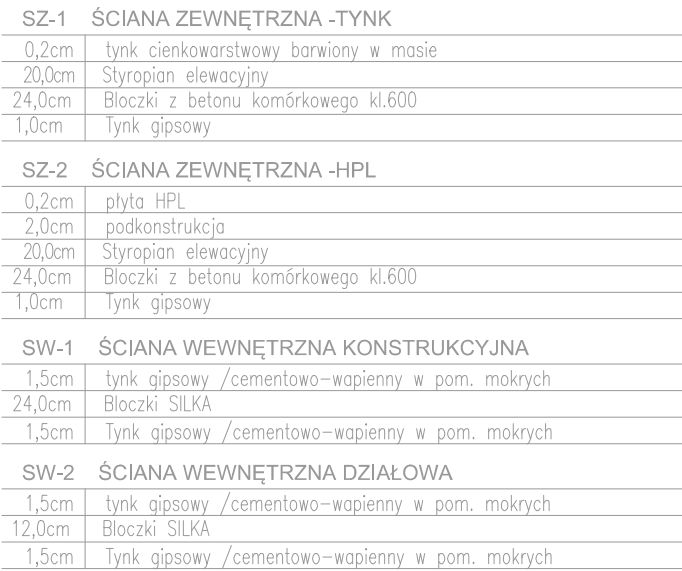 SZ-1 ŚCIANA ZEWNĘTRZNA -TYNK
0,2cm tynk cienkowarstwowy barwiony w masie
20,0cm Styropian elewacyjny
24,0cm Bloczki z betonu komórkowego kl.600
1,0cm Tynk gipsowy
SZ-2 ŚCIANA ZEWNĘTRZNA -HPL
0,2cm płyta HPL
2,0cm podkonstrukcja
20,0cm Styropian elewacyjny
24,0cm Bloczki z betonu komórkowego kl.600
1,0cm Tynk gipsowy
SW-1 ŚCIANA WEWNĘTRZNA KONSTRUKCYJNA
1,5cm tynk gipsowy /cementowo-wapienny w pom. mokrych
24,0cm Bloczki SILKA
1,5cm Tynk gipsowy /cementowo-wapienny w pom. mokrych
SW-2 ŚCIANA WEWNĘTRZNA DZIAŁOWA
1,5cm tynk gipsowy /cementowo-wapienny w pom. mokrych
12,0cm Bloczki SILKA
1,5cm Tynk gipsowy /cementowo-wapienny w pom. mokrych